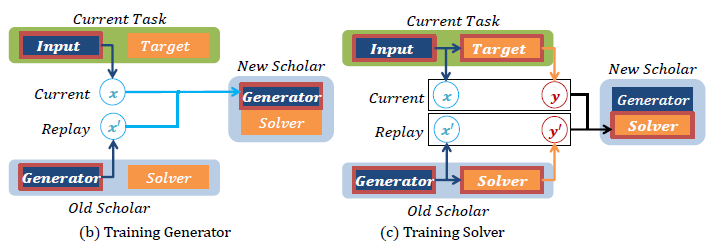 Current Task
Input Target
Current x
Replay x'
New Scholar
Generator
Solver
Generator Solver
Old Scholar
(b) Training Generator
Current Task
Input Target
Current x y
Replay x' y'
New Scholar
Generator
Solver
Generator Solver
Old Scholar
(c) Training Solver